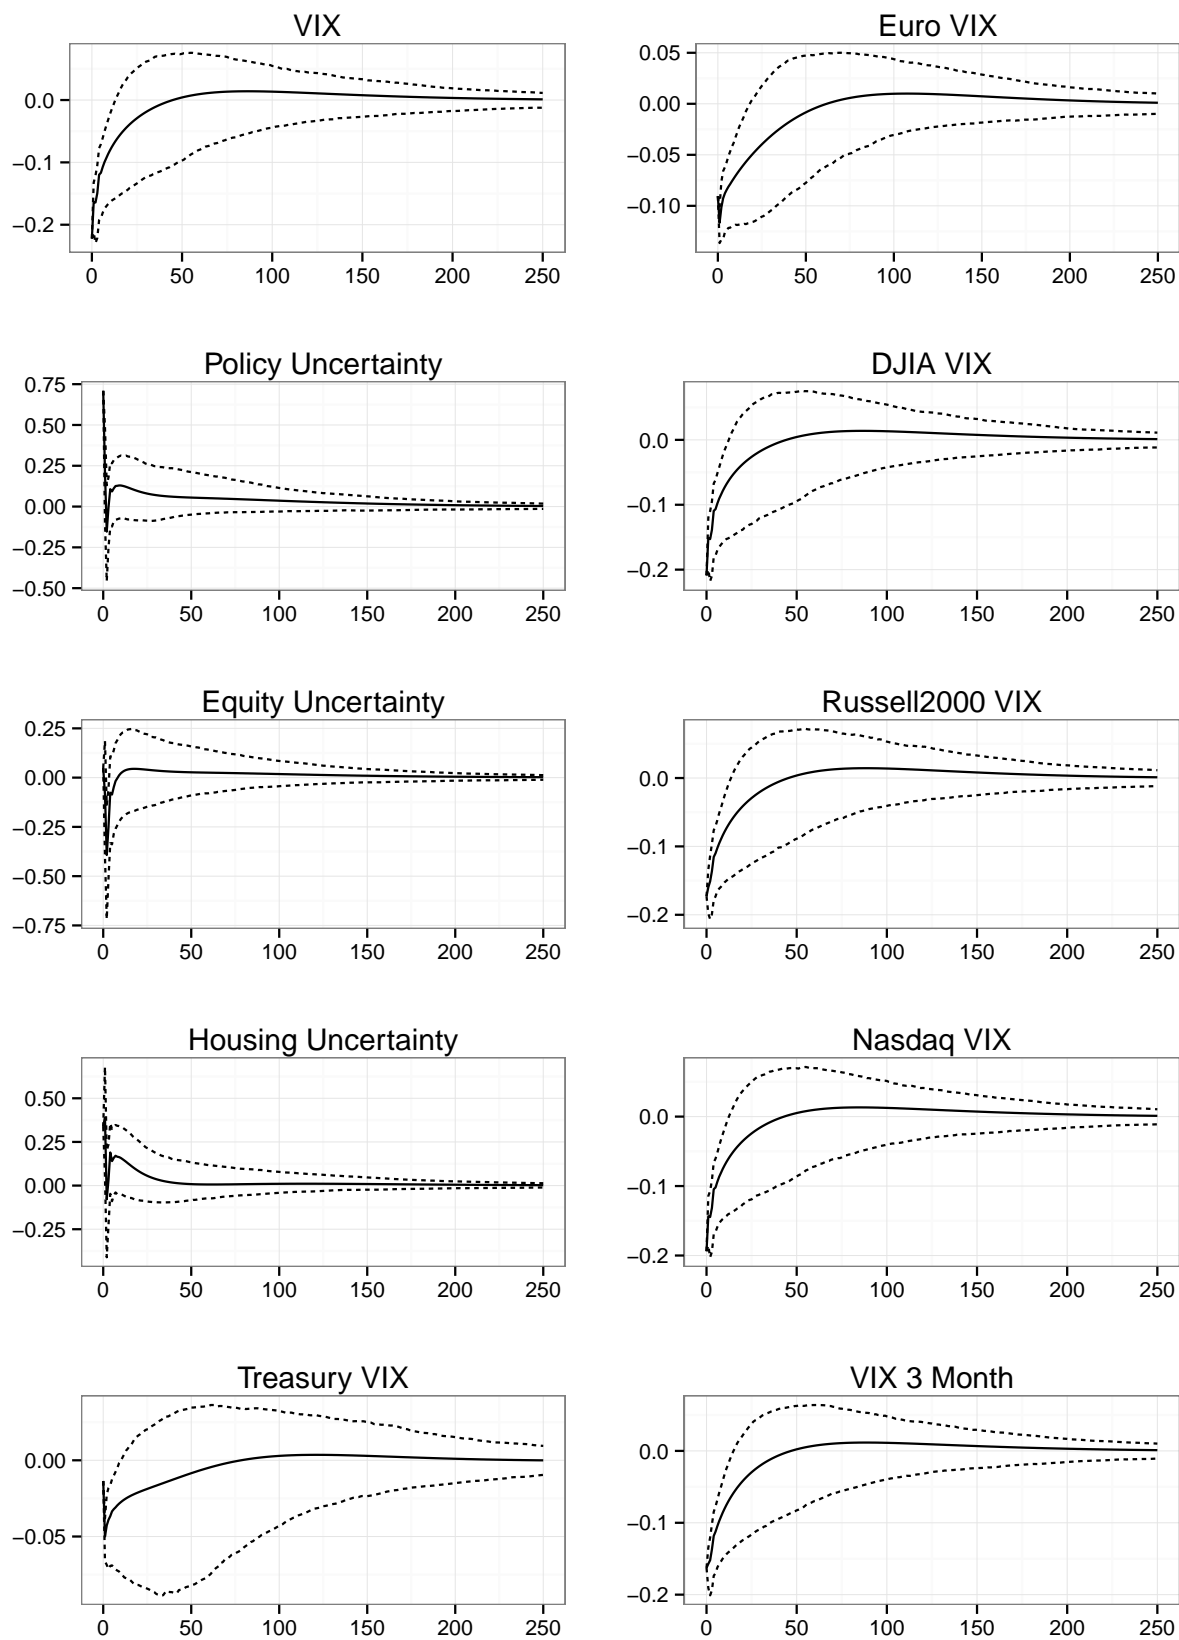 VIX
0.0
−0.1
−0.2
0 50 100 150 200 250
Euro VIX
0.05
0.00
−0.05
−0.10
0 50 100 150 200 250
Policy Uncertainty
0.75
0.50
0.25
0.00
−0.25
−0.50
0 50 100 150 200 250
DJIA VIX
0.0
−0.1
−0.2
0 50 100 150 200 250
Equity Uncertainty
0.25
0.00
−0.25
−0.50
−0.75
0 50 100 150 200 250
Russell2000 VIX
0.0
−0.1
−0.2
0 50 100 150 200 250
Housing Uncertainty
0.50
0.25
0.00
−0.25
0 50 100 150 200 250
Nasdaq VIX
0.0
−0.1
−0.2
0 50 100 150 200 250
Treasury VIX
0.00
−0.05
0 50 100 150 200 250
VIX 3 Month
0.0
−0.1
−0.2
0 50 100 150 200 250